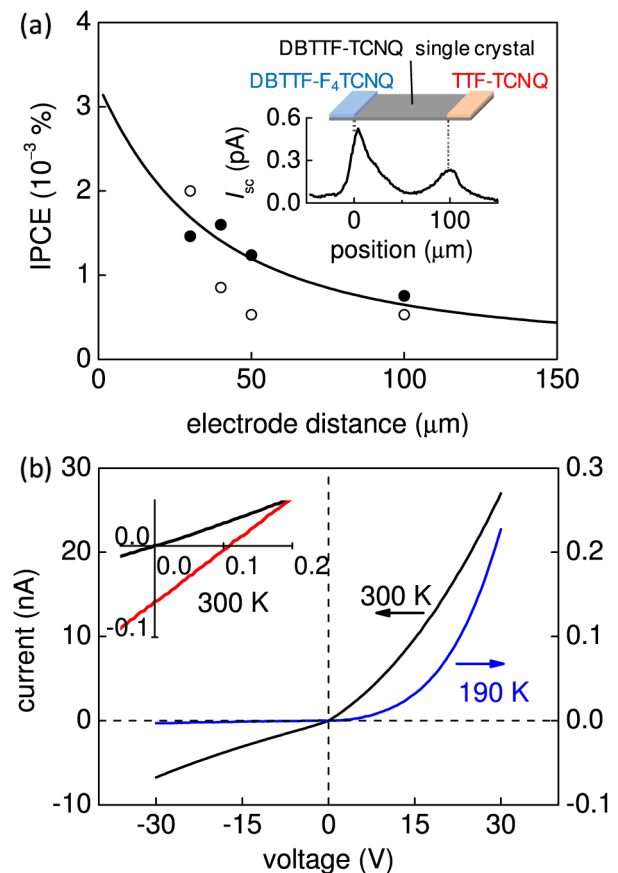 (a)
4
3
2
1
0
IPCE (10⁻³ %)
DBTTF-TCNQ single crystal
DBTTF-F₄TCNQ
TTF-TCNQ
0.6
0.3
0.0
I_sc (pA)
0 100
position (μm)
0 50 100 150
electrode distance (μm)
(b)
30
20
10
0
-10
current (nA)
0.3
0.2
0.1
0.0
-0.1
0.0
0.0 0.1 0.2
-0.1
300 K
300 K
190 K
-30 -15 0 15 30
voltage (V)